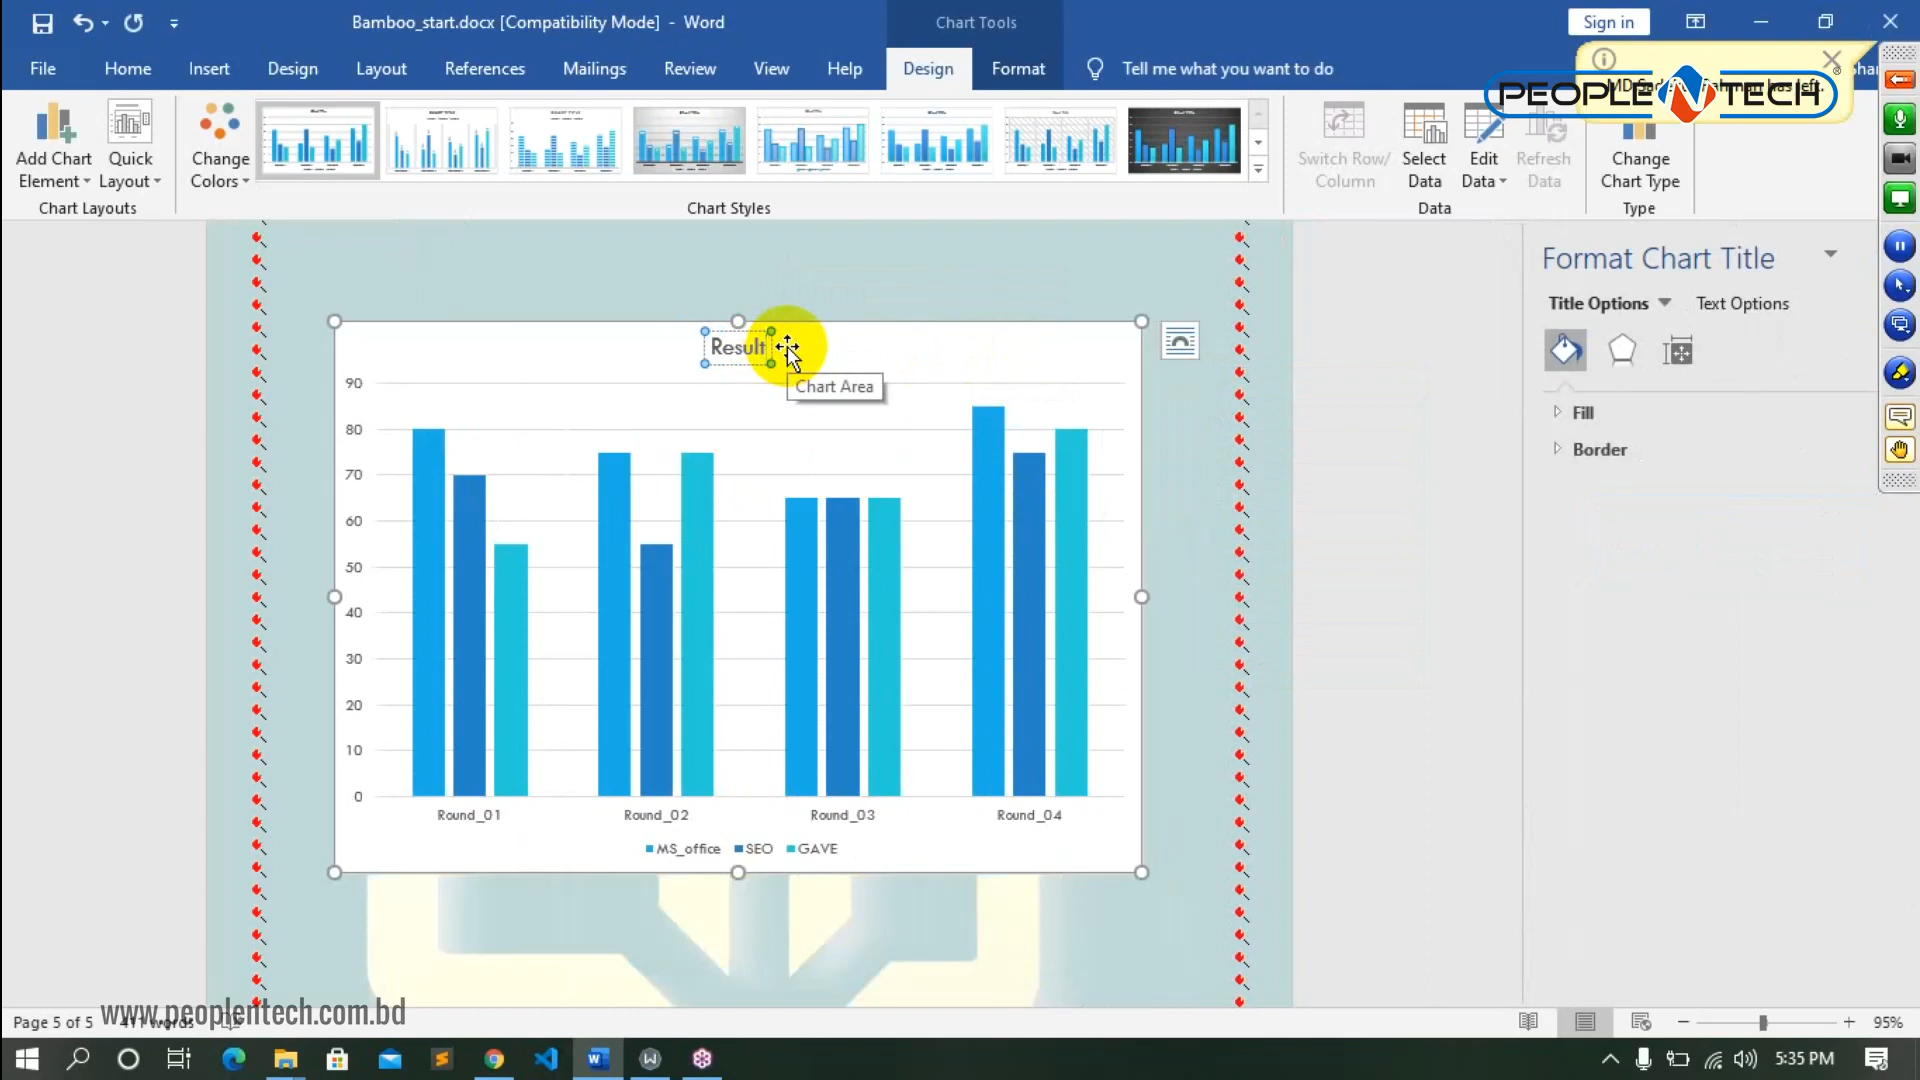 Bamboo_start.docx [Compatibility Mode] - Word
Chart Tools
Sign in
File Home Insert Design Layout References Mailings Review View Help Design Format Tell me what you want to do
has left.
PEOPLE N TECH
Add Chart Element
Quick Layout
Chart Layouts
Change Colors
Chart Styles
Switch Row/ Column
Select Data
Edit Data
Refresh Data
Data
Change Chart Type
Type
Format Chart Title
Title Options Text Options
Fill
Border
Result
Chart Area
90
80
70
60
50
40
30
20
10
0
Round_01 Round_02 Round_03 Round_04
MS_office SEO GAVE
www.peoplentech.com.bd
Page 5 of 5
95%
5:35 PM